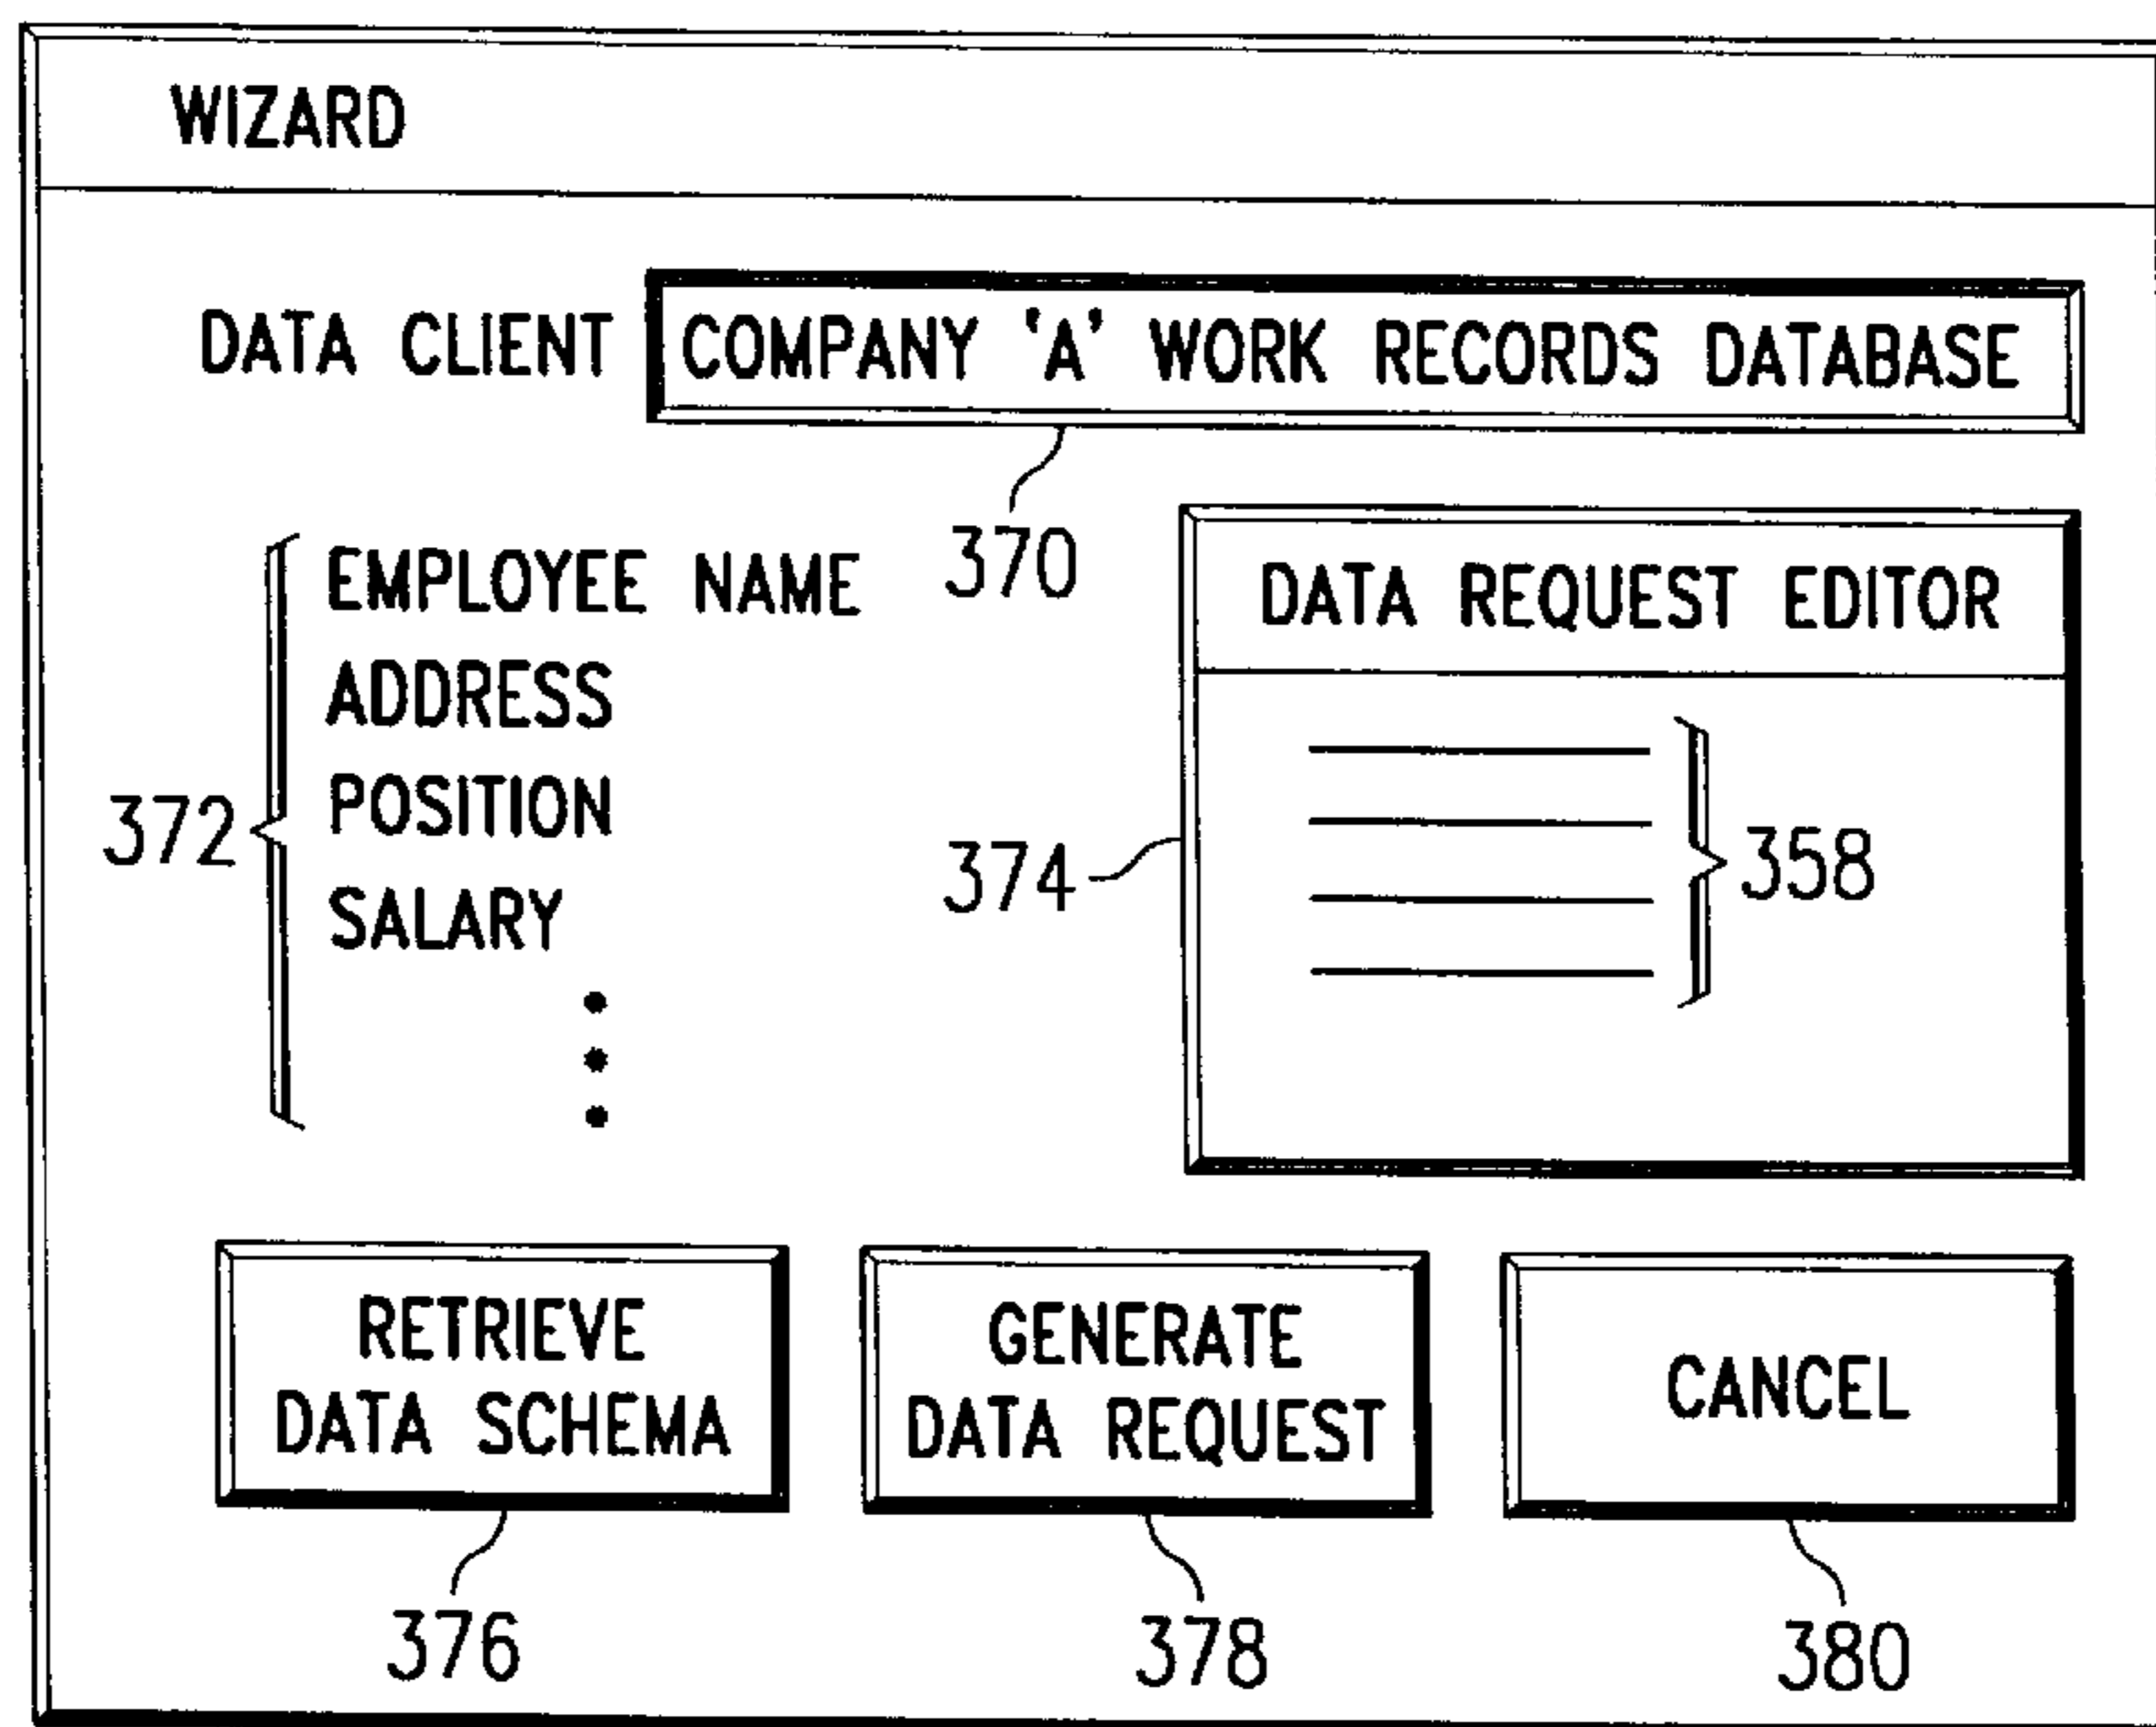 WIZARD
DATA CLIENT COMPANY 'A' WORK RECORDS DATABASE
370
372
EMPLOYEE NAME
ADDRESS
POSITION
SALARY
374
DATA REQUEST EDITOR
358
RETRIEVE
DATA SCHEMA
376
GENERATE
DATA REQUEST
378
CANCEL
380